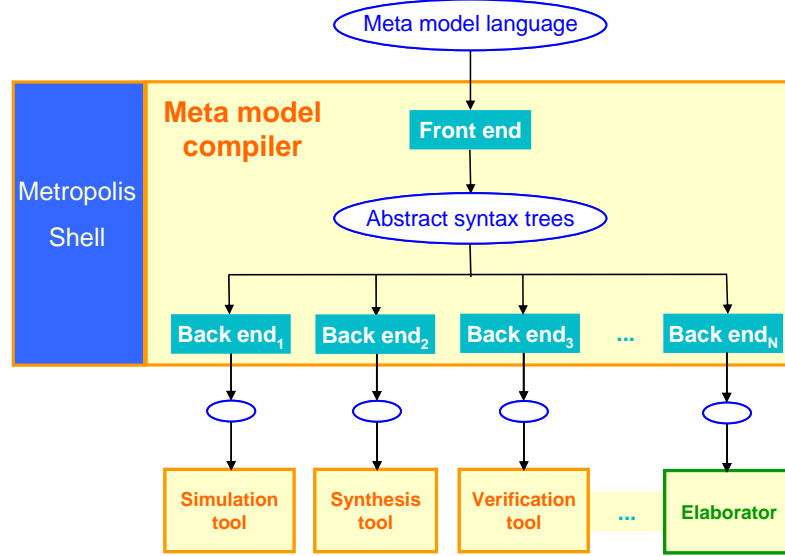 Meta model language
Meta model
compiler
Front end
Metropolis
Shell
Abstract syntax trees
Back end₁
Back end₂
Back end₃
...
Back end_N
Simulation
tool
Synthesis
tool
Verification
tool
...
Elaborator